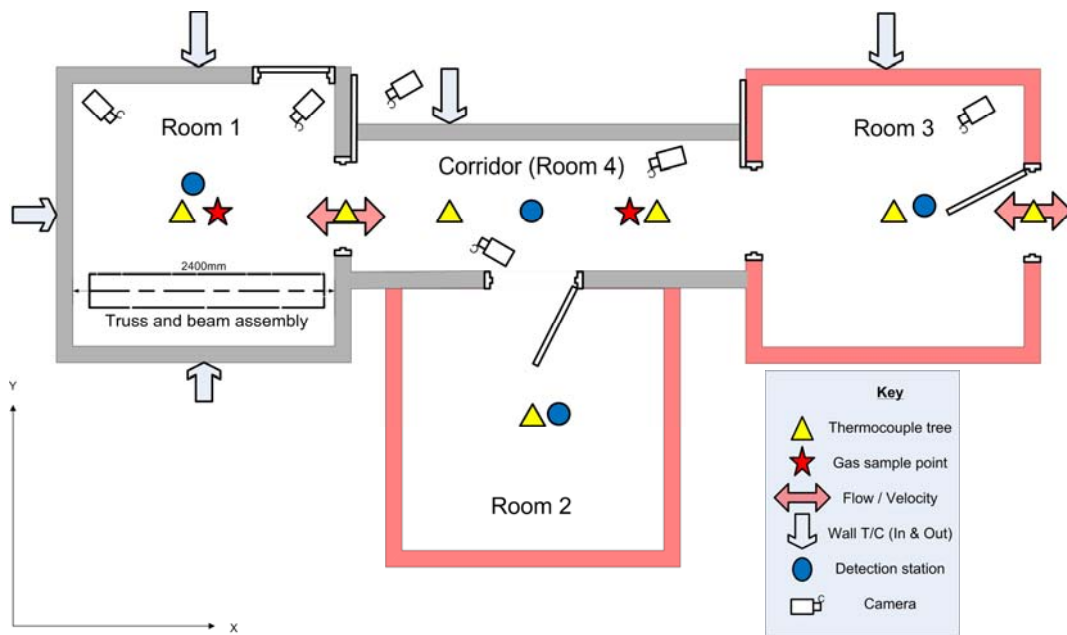 Room 1
Room 3
Corridor (Room 4)
2400mm
Truss and beam assembly
Room 2
Y
X
Key
Thermocouple tree
Gas sample point
Flow / Velocity
Wall T/C (In & Out)
Detection station
Camera